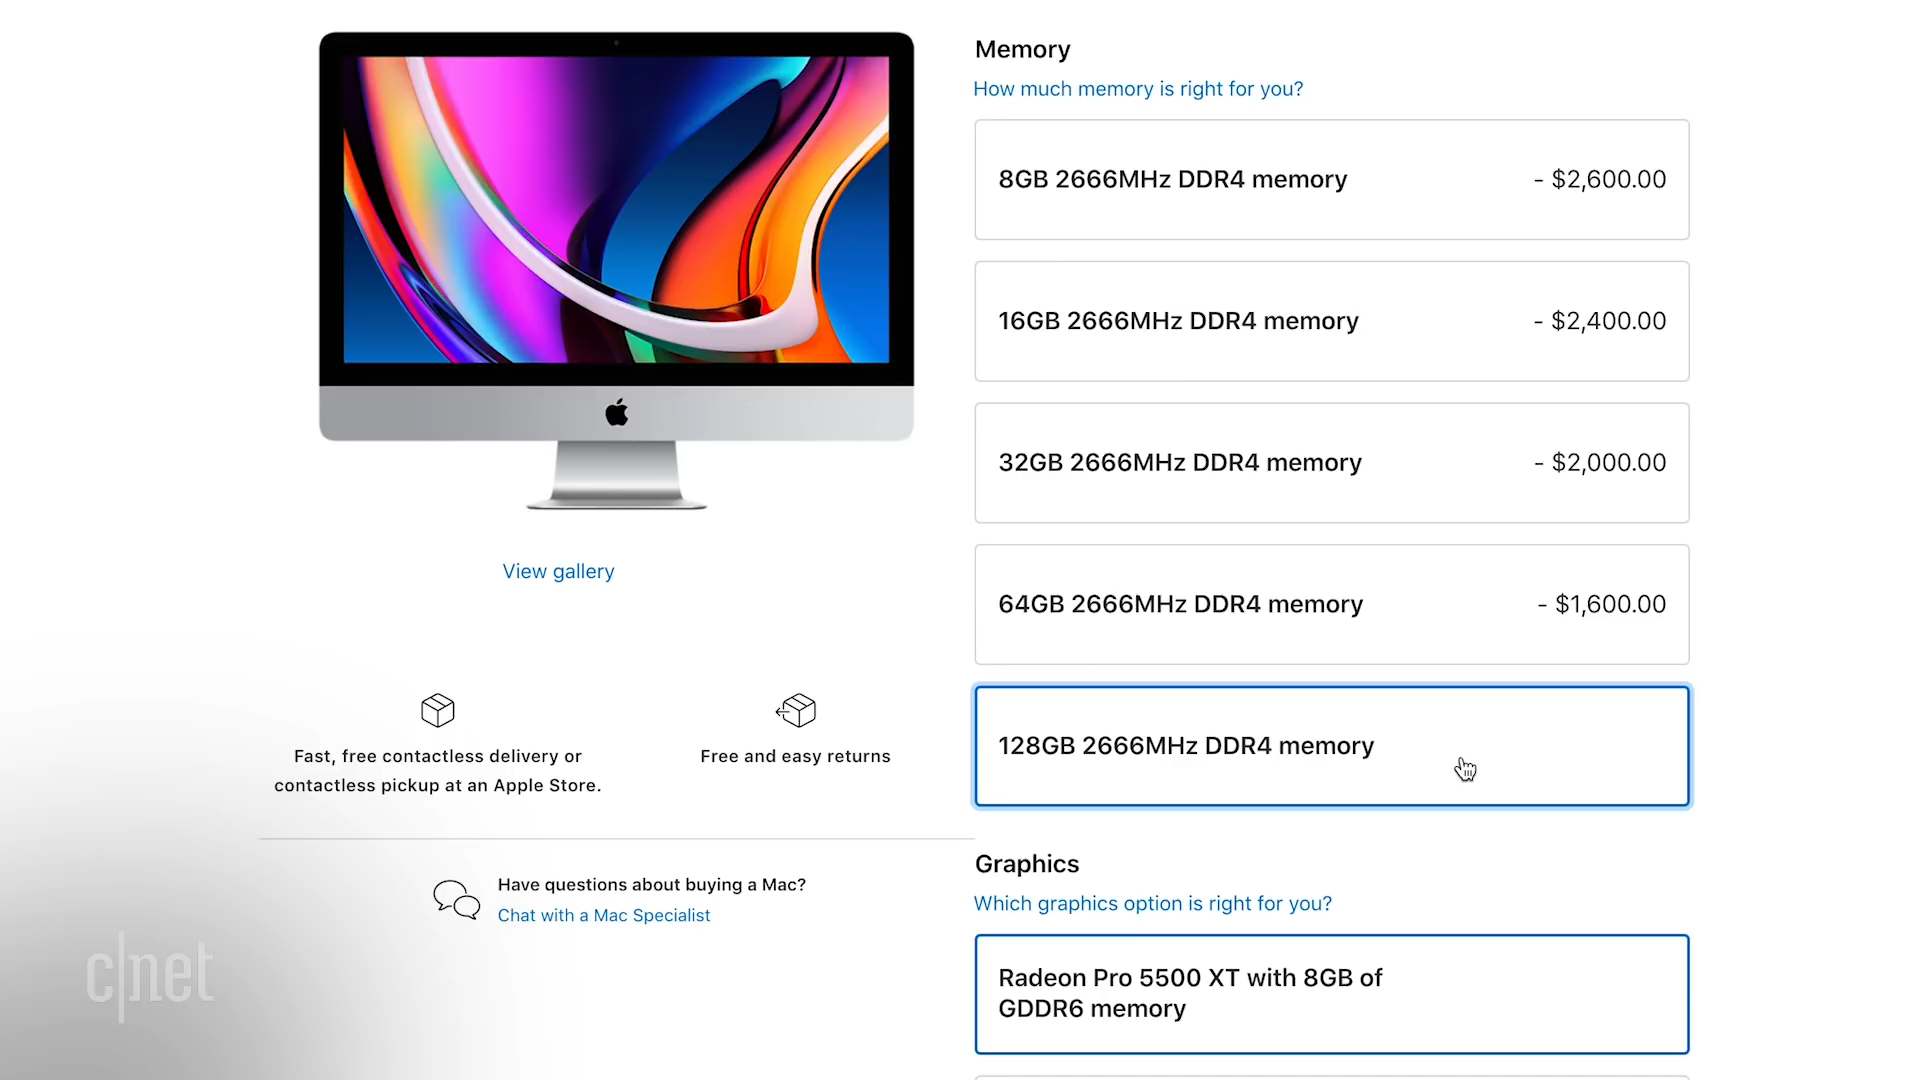 Memory
How much memory is right for you?
8GB 2666MHz DDR4 memory - $2,600.00
16GB 2666MHz DDR4 memory - $2,400.00
32GB 2666MHz DDR4 memory - $2,000.00
64GB 2666MHz DDR4 memory - $1,600.00
128GB 2666MHz DDR4 memory
View gallery
Fast, free contactless delivery or
contactless pickup at an Apple Store.
Free and easy returns
Have questions about buying a Mac?
Chat with a Mac Specialist
Graphics
Which graphics option is right for you?
Radeon Pro 5500 XT with 8GB of
GDDR6 memory
c|net